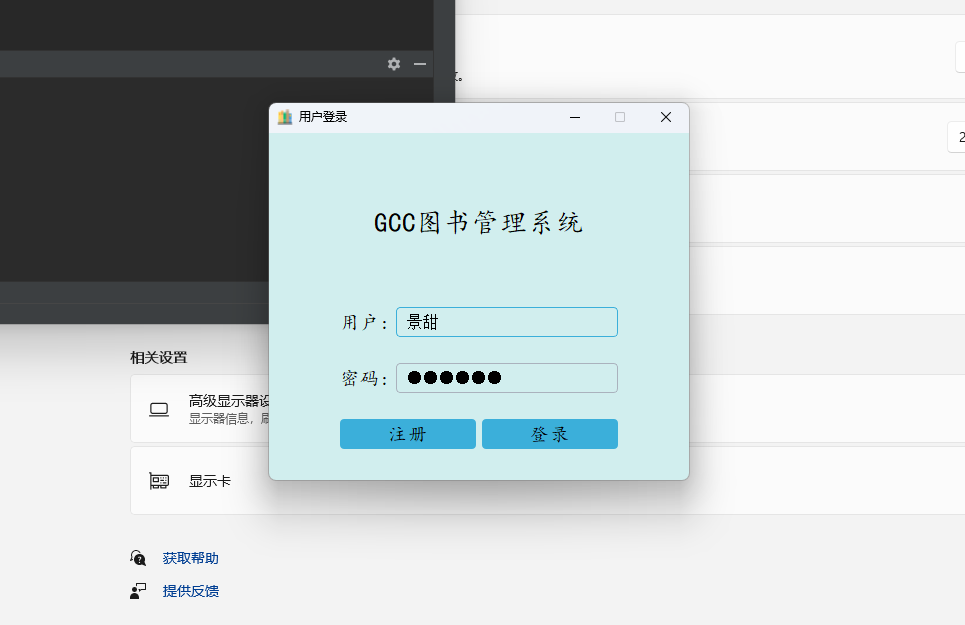 用户登录
GCC图书管理系统
用户：景甜
密码：●●●●●●
注册 登录
2
相关设置
高级显示器设
显示器信息，
显示卡
获取帮助
提供反馈